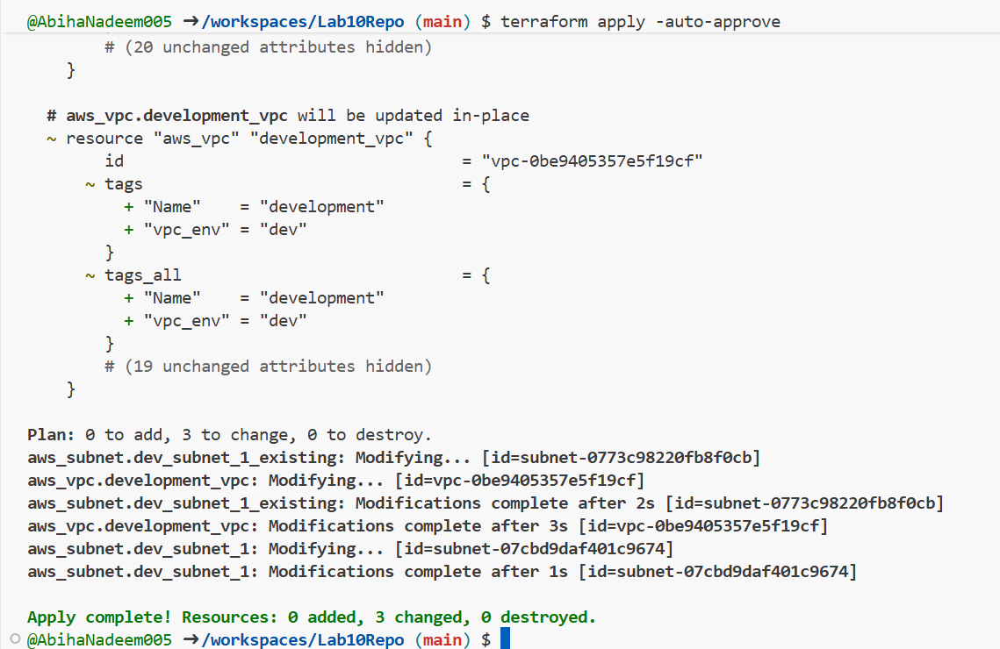 @AbihaNadeem005 → /workspaces/Lab10Repo (main) $ terraform apply -auto-approve
# (20 unchanged attributes hidden)
}
# aws_vpc.development_vpc will be updated in-place
~ resource "aws_vpc" "development_vpc" {
id = "vpc-0be9405357e5f19cf"
~ tags = {
+ "Name" = "development"
+ "vpc_env" = "dev"
}
~ tags_all = {
+ "Name" = "development"
+ "vpc_env" = "dev"
}
# (19 unchanged attributes hidden)
}
Plan: 0 to add, 3 to change, 0 to destroy.
aws_subnet.dev_subnet_1_existing: Modifying... [id=subnet-0773c98220fb8f0cb]
aws_vpc.development_vpc: Modifying... [id=vpc-0be9405357e5f19cf]
aws_subnet.dev_subnet_1_existing: Modifications complete after 2s [id=subnet-0773c98220fb8f0cb]
aws_vpc.development_vpc: Modifications complete after 3s [id=vpc-0be9405357e5f19cf]
aws_subnet.dev_subnet_1: Modifying... [id=subnet-07cbd9daf401c9674]
aws_subnet.dev_subnet_1: Modifications complete after 1s [id=subnet-07cbd9daf401c9674]
Apply complete! Resources: 0 added, 3 changed, 0 destroyed.
@AbihaNadeem005 → /workspaces/Lab10Repo (main) $